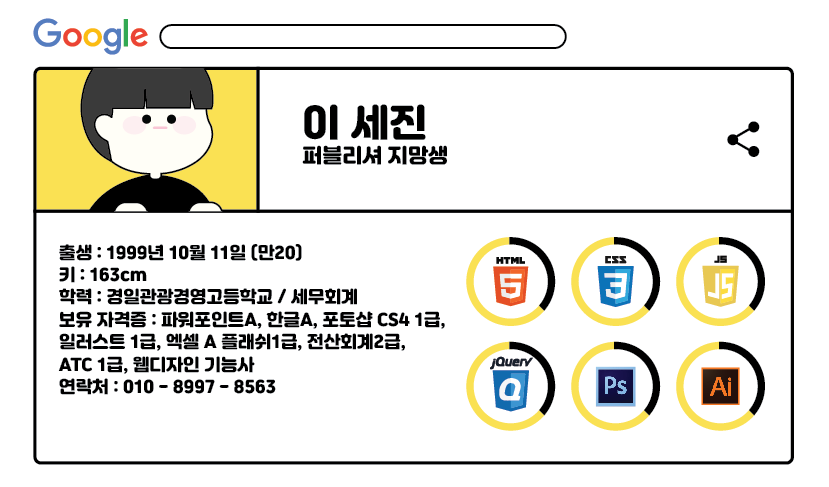 Google
이 세진
퍼블리셔 지망생
출생 : 1999년 10월 11일 (만20)
키 : 163cm
학력 : 경일관광경영고등학교 / 세무회계
보유 자격증 : 파워포인트A, 한글A, 포토샵 CS4 1급,
일러스트 1급, 엑셀 A 플래쉬1급, 전산회계2급,
ATC 1급, 웹디자인 기능사
연락처 : 010 - 8997 - 8563
HTML
5
CSS
3
JS
JS
jQuery
Q
Ps
Ai